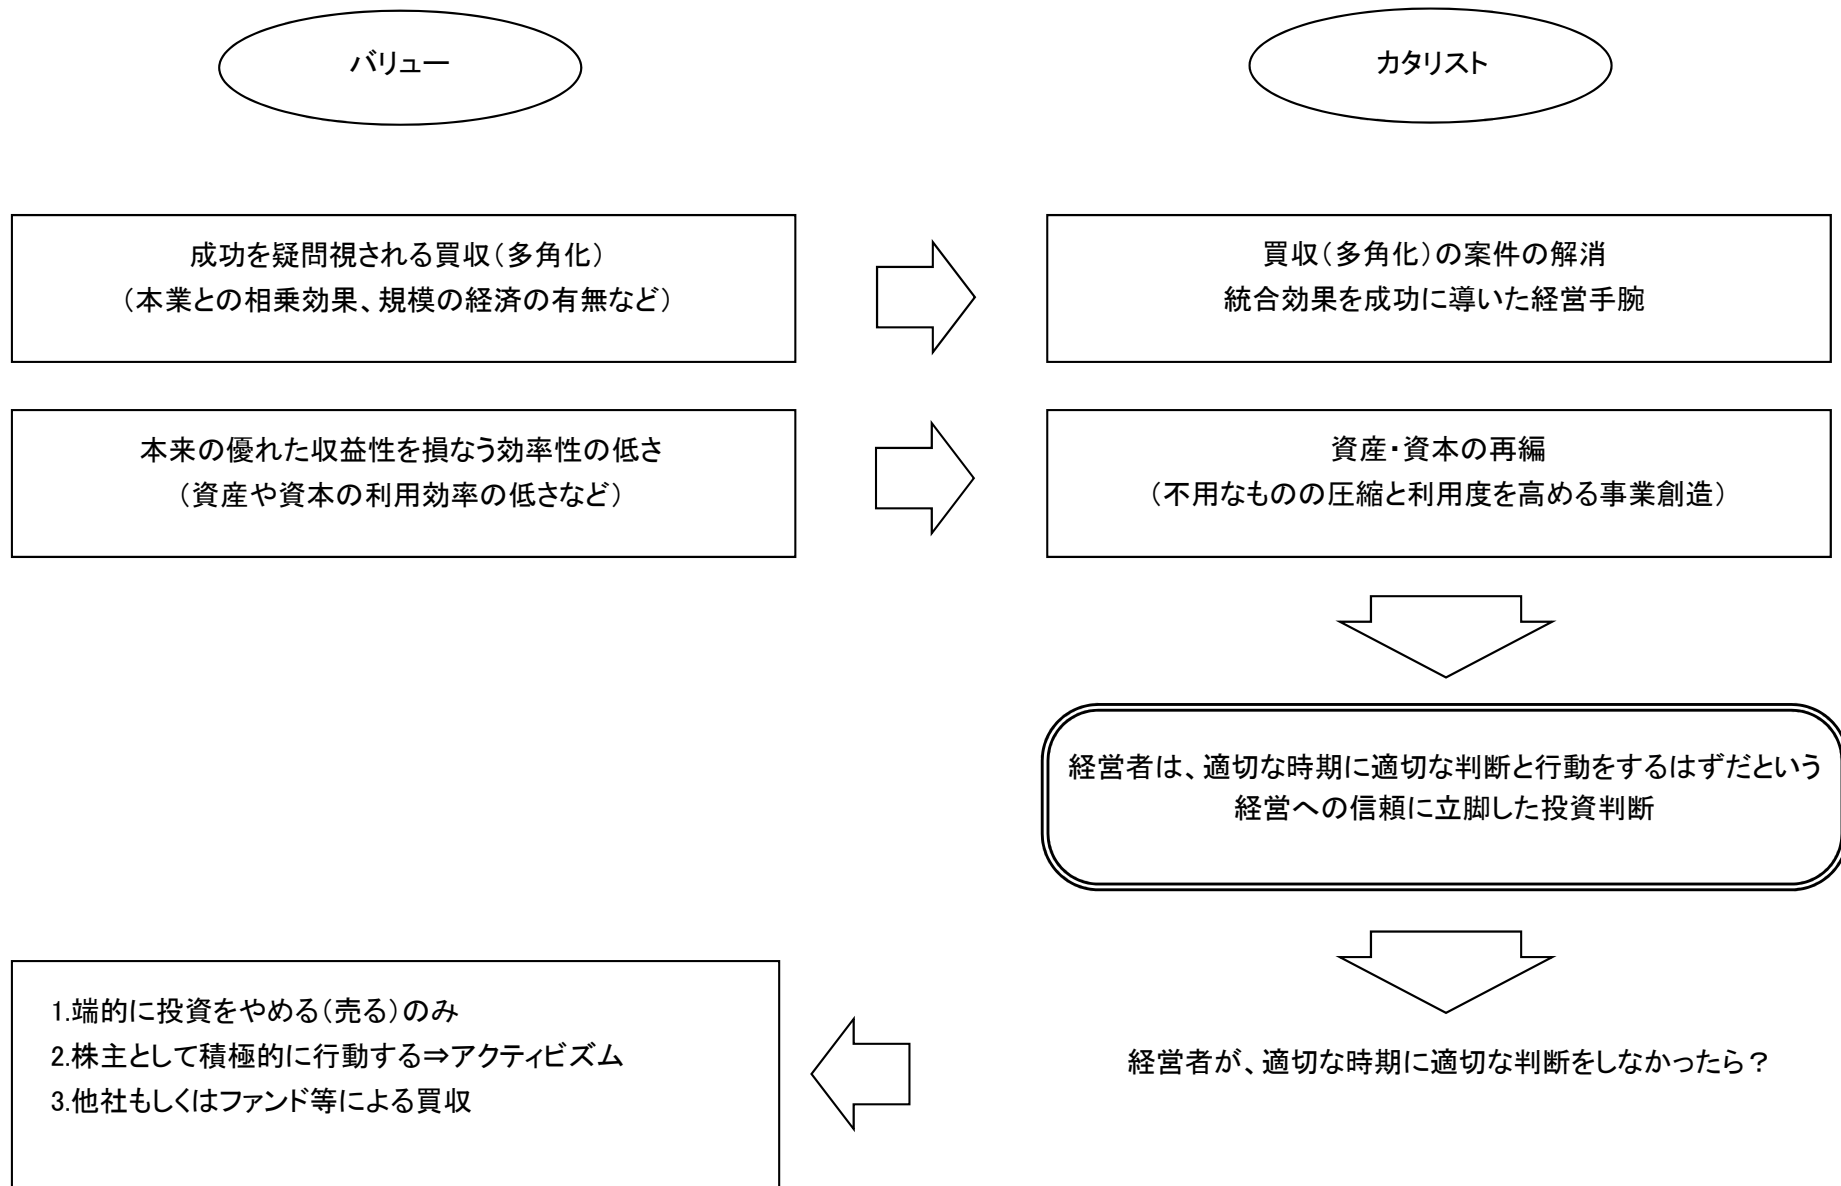 バリュー
カタリスト
成功を疑問視される買収（多角化）
（本業との相乗効果、規模の経済の有無など）
買収（多角化）の案件の解消
統合効果を成功に導いた経営手腕
本来の優れた収益性を損なう効率性の低さ
（資産や資本の利用効率の低さなど）
資産・資本の再編
（不用なものの圧縮と利用度を高める事業創造）
経営者は、適切な時期に適切な判断と行動をするはずだという
経営への信頼に立脚した投資判断
経営者が、適切な時期に適切な判断をしなかったら？
1.端的に投資をやめる（売る）のみ
2.株主として積極的に行動する⇒アクティビズム
3.他社もしくはファンド等による買収